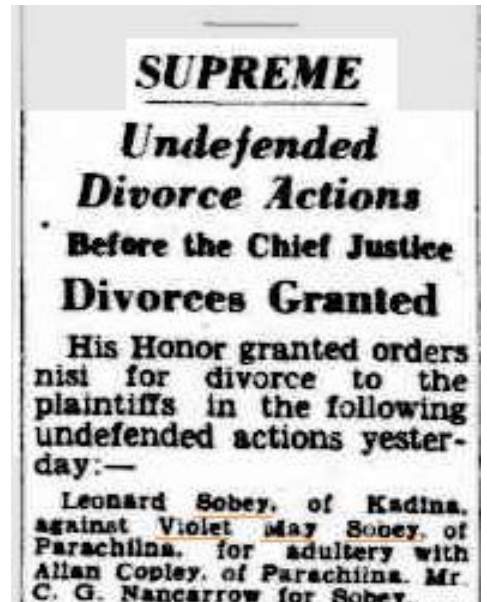 SUPREME
Undefended
Divorce Actions
Before the Chief Justice
Divorces Granted
His Honor granted orders
nisi for divorce to the
plaintiffs in the following
undefended actions yester-
day:—
Leonard Sobey, of Kadina,
against Violet May Sobey, of
Parachilna, for adultery with
Allan Copley, of Parachilna. Mr.
C. G. Nancarrow for Sobey.